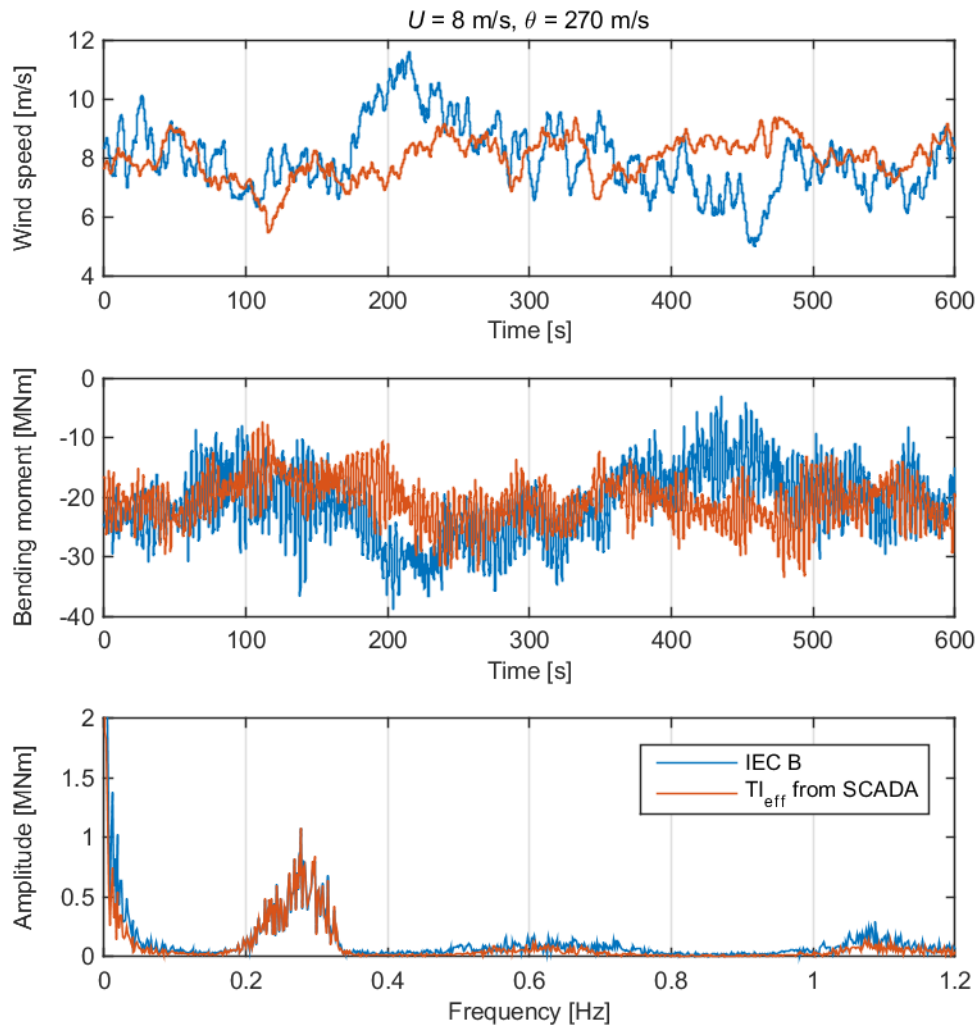 U = 8 m/s, θ = 270 m/s
12
10
8
6
4
Wind speed [m/s]
0 100 200 300 400 500 600
Time [s]
0
-10
-20
-30
-40
Bending moment [MNm]
0 100 200 300 400 500 600
Time [s]
2
1.5
1
0.5
0
Amplitude [MNm]
IEC B
TI_eff from SCADA
0 0.2 0.4 0.6 0.8 1 1.2
Frequency [Hz]